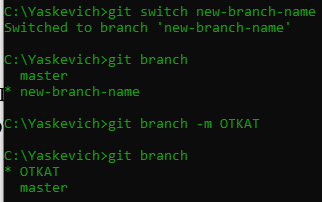 C:\Yaskevich>git switch new-branch-name
Switched to branch 'new-branch-name'
C:\Yaskevich>git branch
  master
* new-branch-name
C:\Yaskevich>git branch -m OTKAT
C:\Yaskevich>git branch
* OTKAT
  master